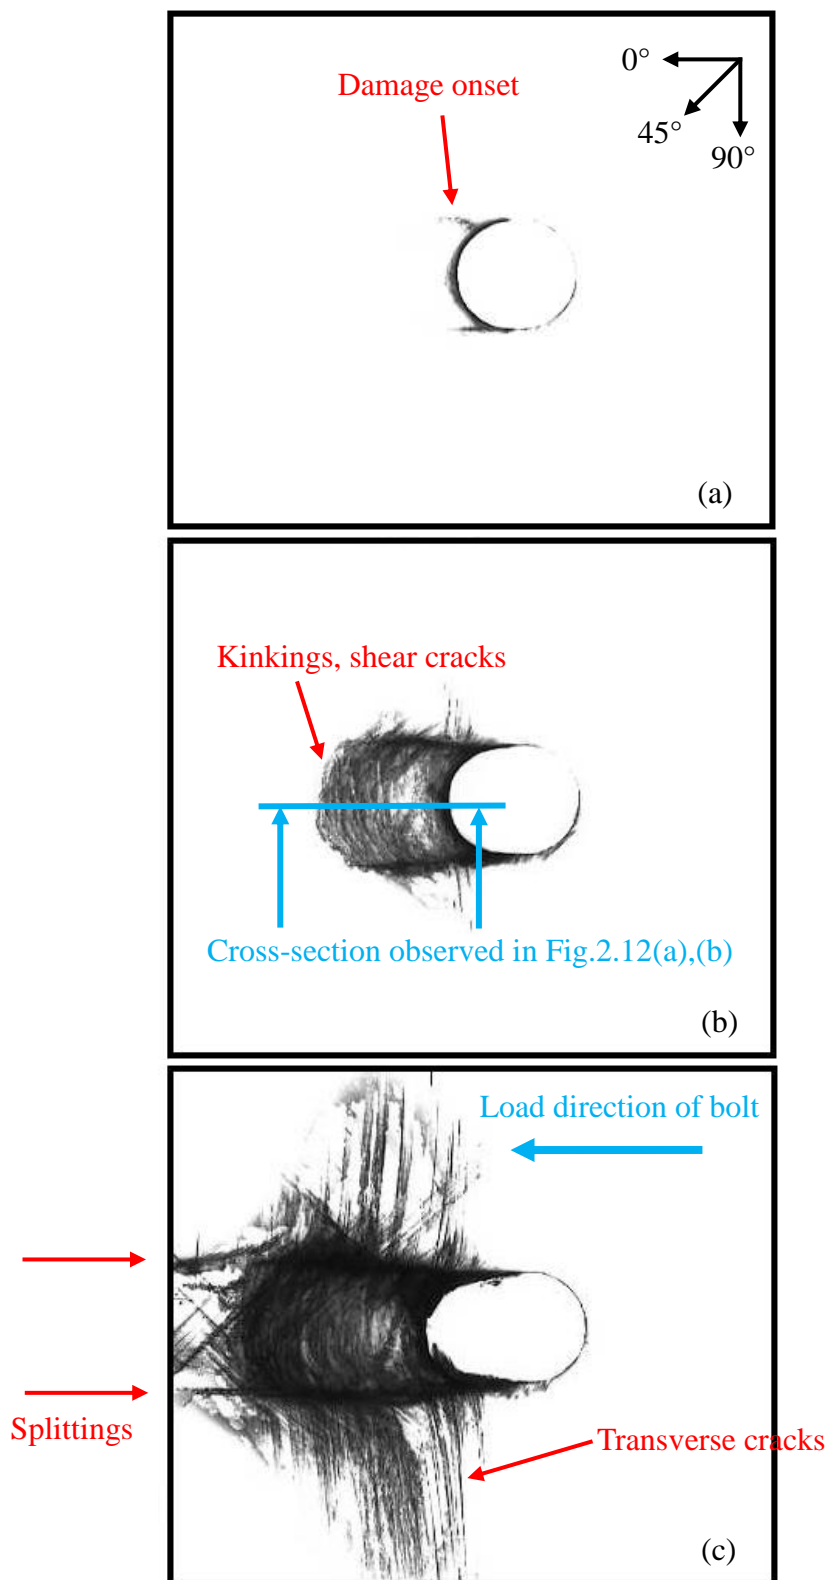 0°
Damage onset
45°
90°
(a)
Kinkings, shear cracks
Cross-section observed in Fig.2.12(a),(b)
(b)
Load direction of bolt
Splittings
Transverse cracks
(c)